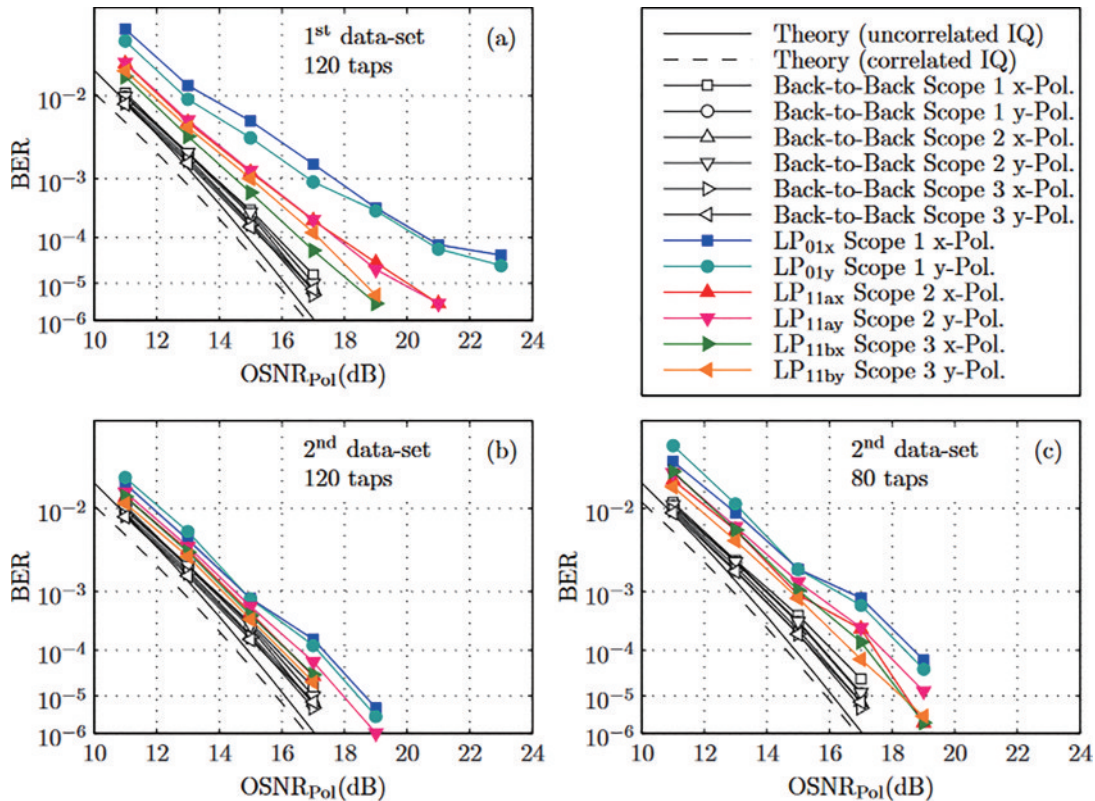 1st data-set (a)
120 taps
BER
10−2
10−3
10−4
10−5
10−6
10 12 14 16 18 20 22 24
OSNRPol(dB)
Theory (uncorrelated IQ)
Theory (correlated IQ)
Back-to-Back Scope 1 x-Pol.
Back-to-Back Scope 1 y-Pol.
Back-to-Back Scope 2 x-Pol.
Back-to-Back Scope 2 y-Pol.
Back-to-Back Scope 3 x-Pol.
Back-to-Back Scope 3 y-Pol.
LP01x Scope 1 x-Pol.
LP01y Scope 1 y-Pol.
LP11ax Scope 2 x-Pol.
LP11ay Scope 2 y-Pol.
LP11bx Scope 3 x-Pol.
LP11by Scope 3 y-Pol.
2nd data-set (b)
120 taps
BER
10−2
10−3
10−4
10−5
10−6
10 12 14 16 18 20 22 24
OSNRPol(dB)
2nd data-set (c)
80 taps
BER
10−2
10−3
10−4
10−5
10−6
10 12 14 16 18 20 22 24
OSNRPol(dB)